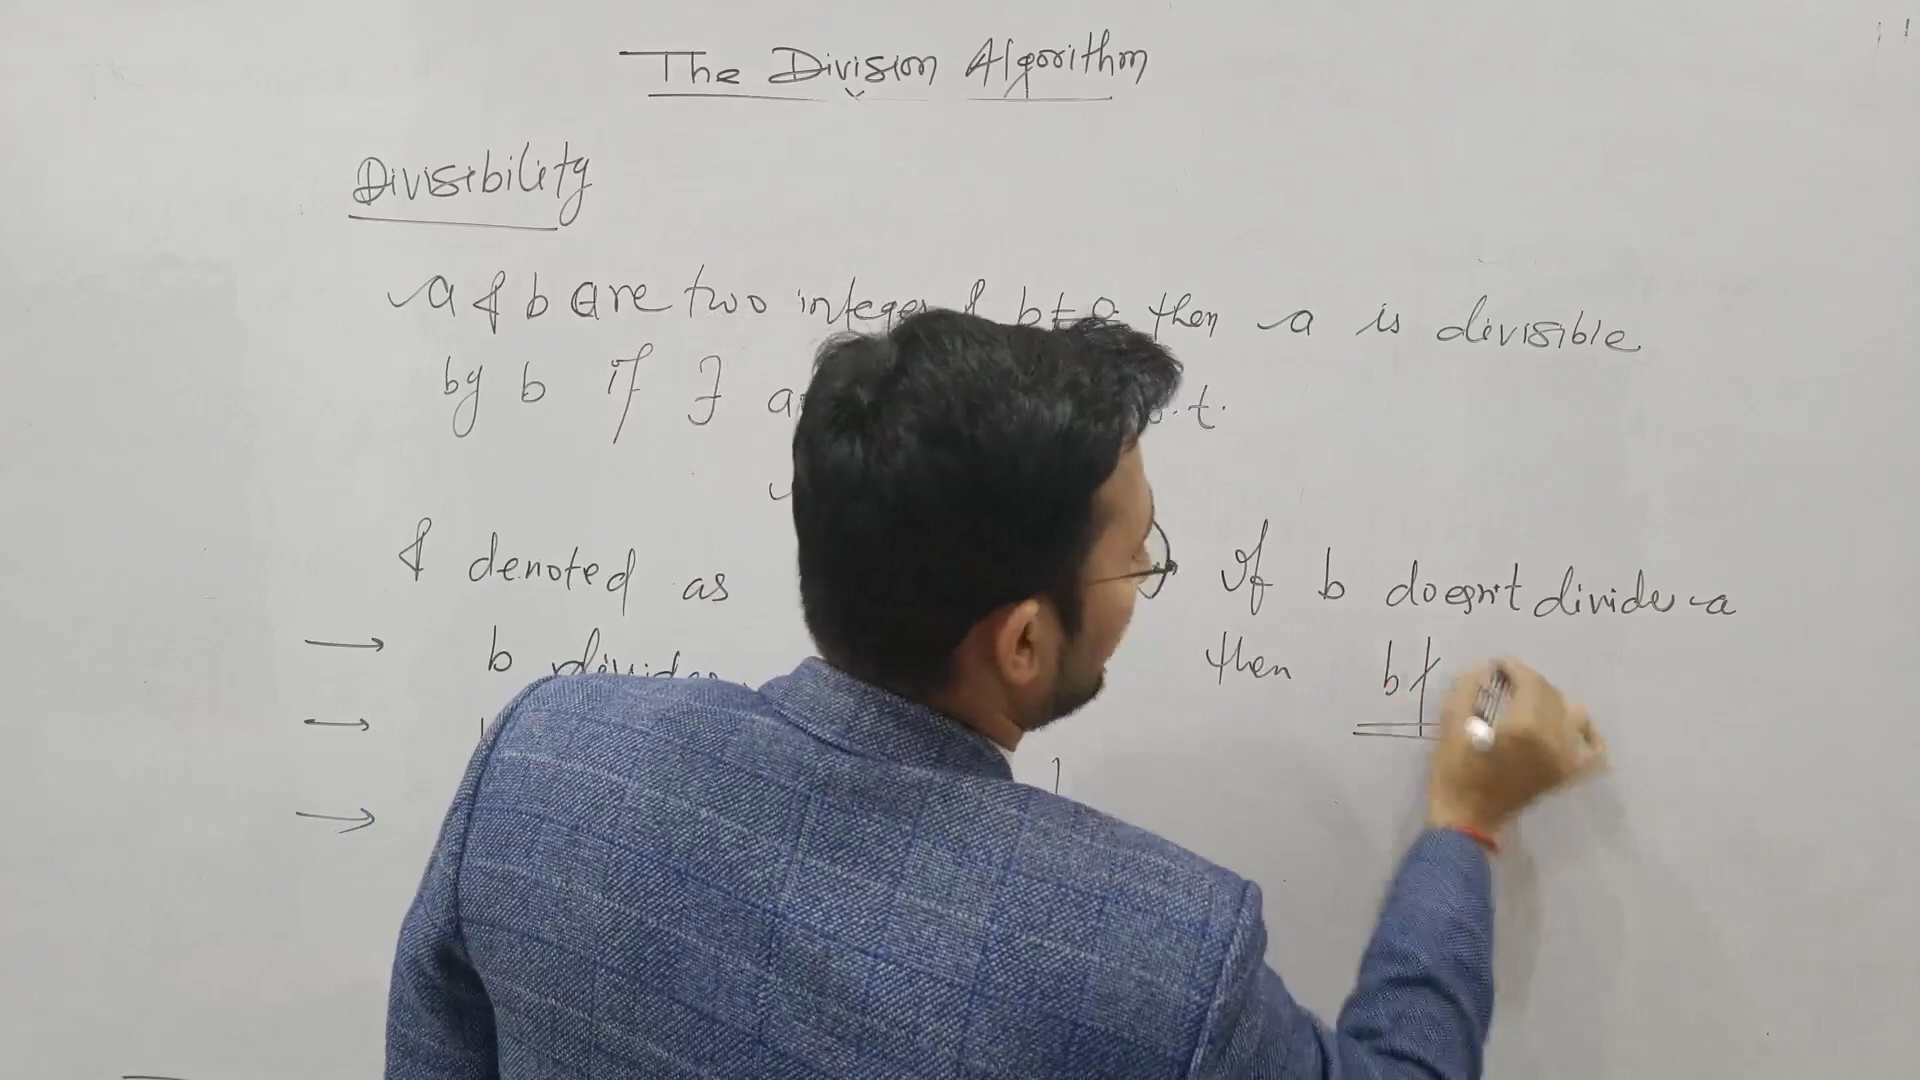 The Division Algorithm
Divisibility
a & b are two integer & b ≠ 0 then a is divisible
by b if ∃ s.t.
& denoted as
If b doesn't divide a
→ b divides
then b ∤
→
→